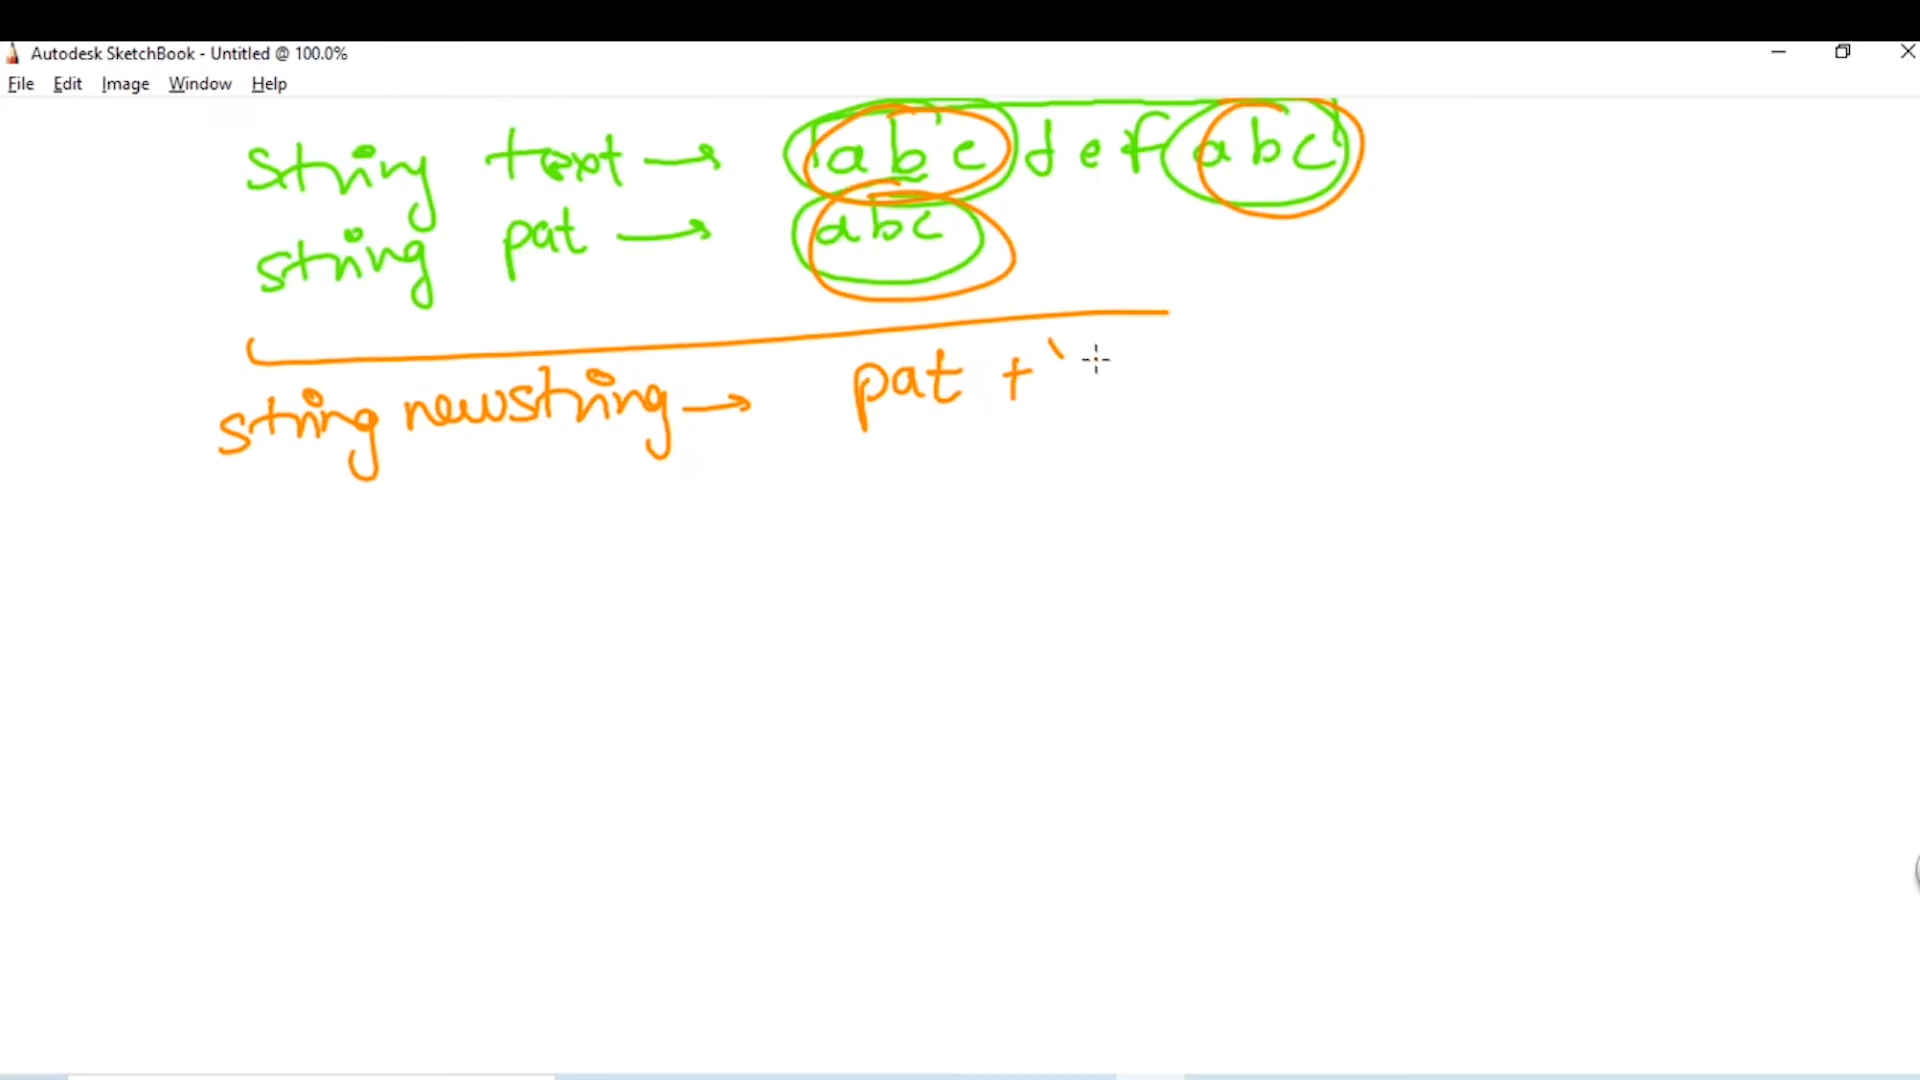 Autodesk SketchBook - Untitled @ 100.0%
File Edit Image Window Help
string text → abcdefabc
string pat → abc
string newstring → pat + '